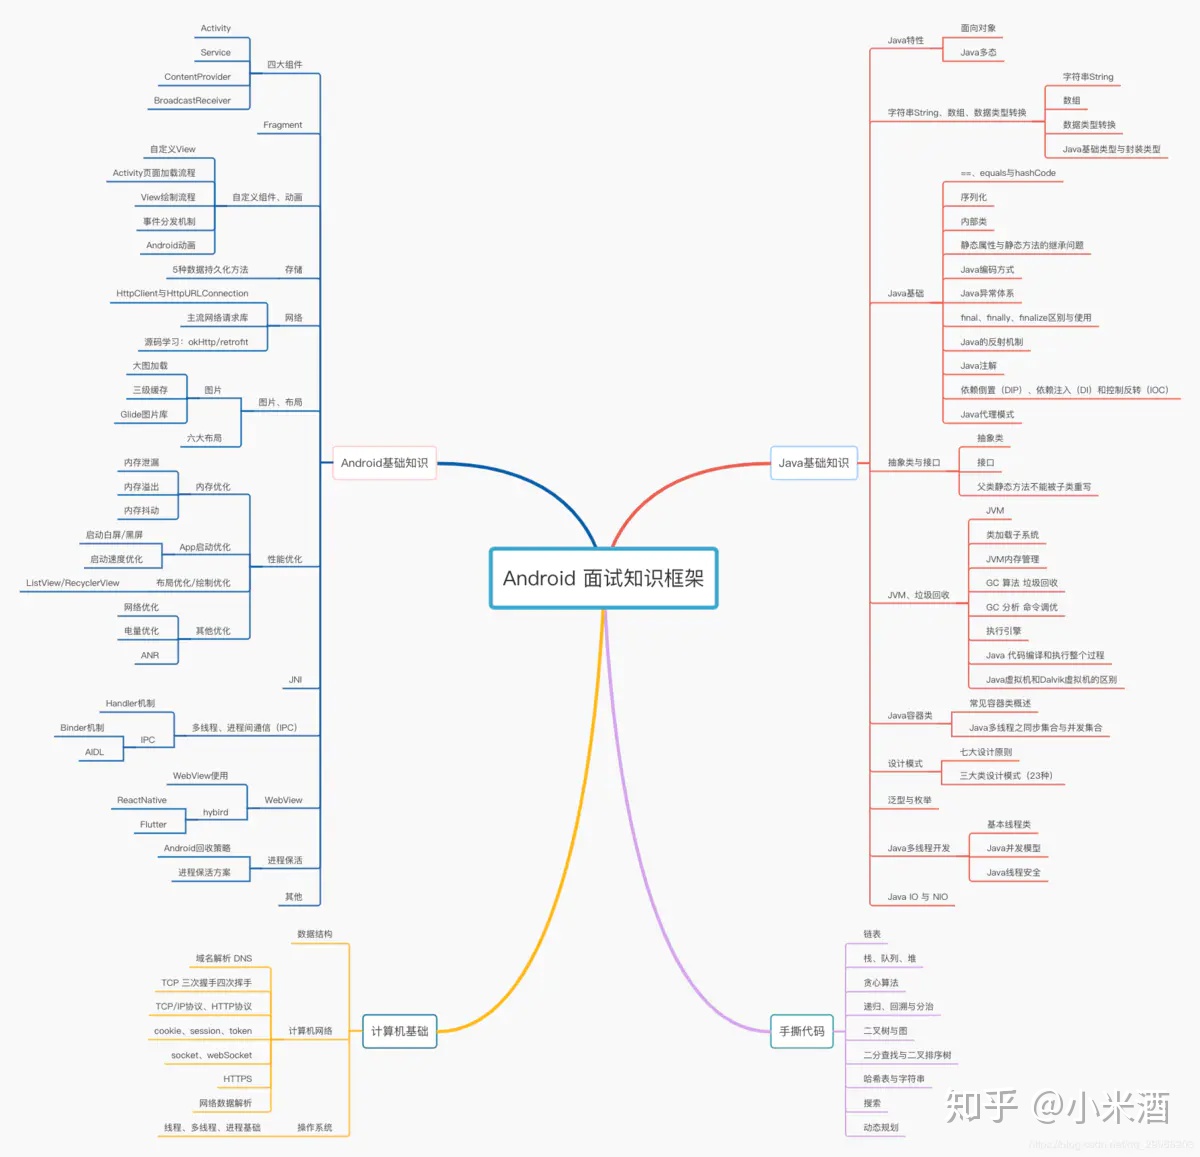 Android 面试知识框架
Android基础知识
四大组件
Activity
Service
ContentProvider
BroadcastReceiver
Fragment
自定义组件、动画
自定义View
Activity页面加载流程
View绘制流程
事件分发机制
Android动画
存储
5种数据持久化方法
网络
HttpClient与HttpURLConnection
主流网络请求库
源码学习：okHttp/retrofit
图片、布局
图片
大图加载
三级缓存
Glide图片库
六大布局
性能优化
内存优化
内存泄漏
内存溢出
内存抖动
App启动优化
启动白屏/黑屏
启动速度优化
布局优化/绘制优化
ListView/RecyclerView
其他优化
网络优化
电量优化
ANR
JNI
多线程、进程间通信（IPC）
Handler机制
IPC
Binder机制
AIDL
WebView
WebView使用
hybird
ReactNative
Flutter
进程保活
Android回收策略
进程保活方案
其他
Java基础知识
Java特性
面向对象
Java多态
字符串String、数组、数据类型转换
字符串String
数组
数据类型转换
Java基础类型与封装类型
Java基础
==、equals与hashCode
序列化
内部类
静态属性与静态方法的继承问题
Java编码方式
Java异常体系
final、finally、finalize区别与使用
Java的反射机制
Java注解
依赖倒置（DIP）、依赖注入（DI）和控制反转（IOC）
Java代理模式
抽象类与接口
抽象类
接口
父类静态方法不能被子类重写
JVM、垃圾回收
JVM
类加载子系统
JVM内存管理
GC 算法 垃圾回收
GC 分析 命令调优
执行引擎
Java 代码编译和执行整个过程
Java虚拟机和Dalvik虚拟机的区别
Java容器类
常见容器类概述
Java多线程之同步集合与并发集合
设计模式
七大设计原则
三大类设计模式（23种）
泛型与枚举
Java多线程开发
基本线程类
Java并发模型
Java线程安全
Java IO 与 NIO
计算机基础
数据结构
计算机网络
域名解析 DNS
TCP 三次握手四次挥手
TCP/IP协议、HTTP协议
cookie、session、token
socket、webSocket
HTTPS
网络数据解析
操作系统
线程、多线程、进程基础
手撕代码
链表
栈、队列、堆
贪心算法
递归、回溯与分治
二叉树与图
二分查找与二叉排序树
哈希表与字符串
搜索
动态规划
知乎 @小米酒